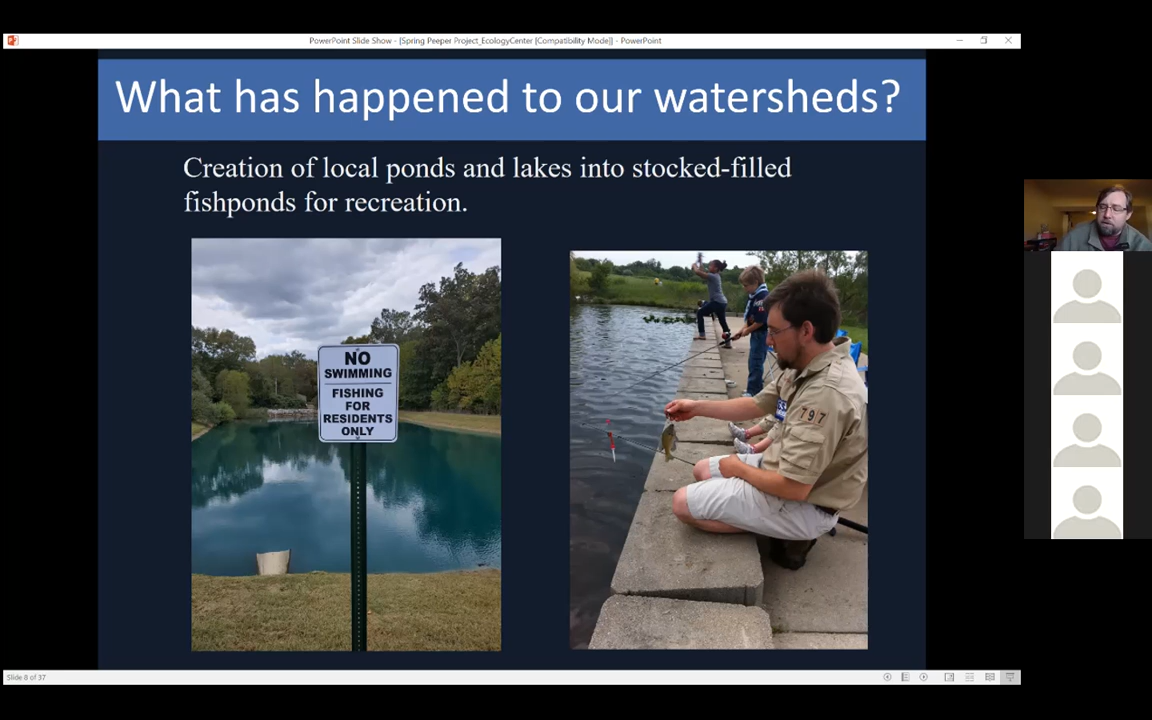 PowerPoint Slide Show - [Spring Peeper Project_EcologyCenter [Compatibility Mode]] - PowerPoint
What has happened to our watersheds?
Creation of local ponds and lakes into stocked-filled
fishponds for recreation.
NO
SWIMMING
FISHING
FOR
RESIDENTS
ONLY
797
Slide 8 of 37